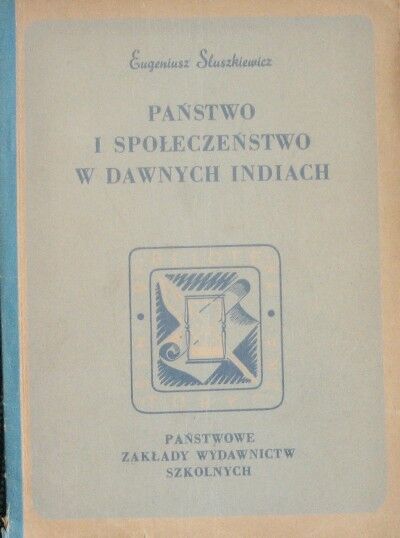 Eugeniusz Słuszkiewicz
PAŃSTWO
I SPOŁECZEŃSTWO
W DAWNYCH INDIACH
PAŃSTWOWE
ZAKŁADY WYDAWNICTW
SZKOLNYCH